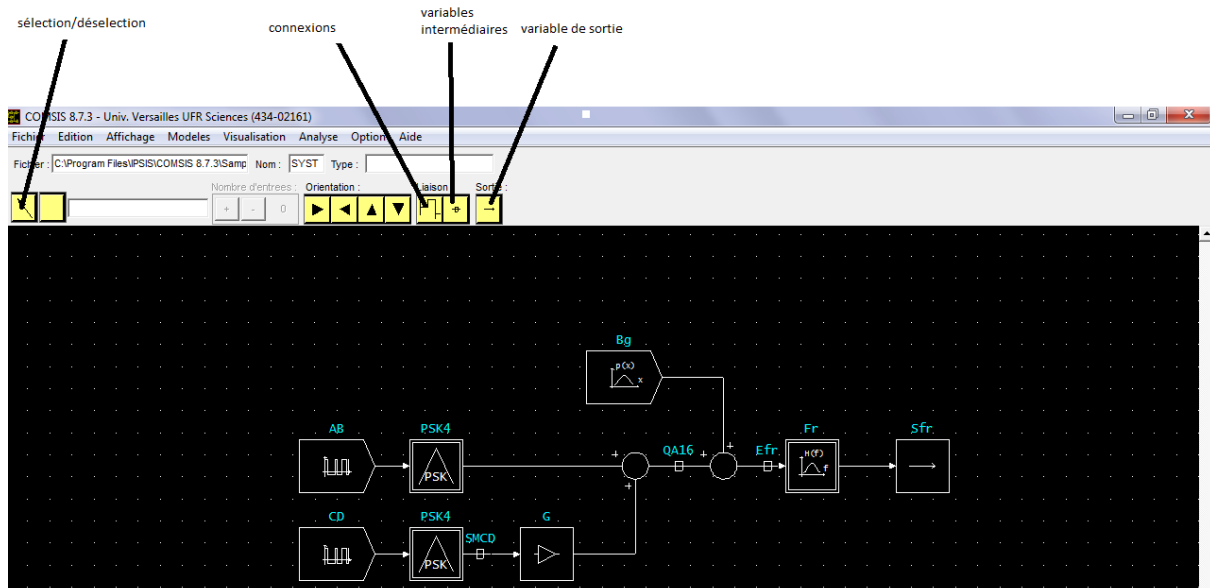 variables
sélection/déselection
connexions
intermédiaires
variable de sortie
COMSIS 8.7.3 - Univ. Versailles UFR Sciences (434-02161)
Fichier Edition Affichage Modeles Visualisation Analyse Option Aide
Fichier : C:\Program Files\IPSIS\COMSIS 8.7.3\Samp Nom : SYST Type :
Nombre d'entrees : Orientation : Liaison Sortie :
+ - 0
Bg
p(x)
x
AB PSK4 QA16 + Efr Fr Sfr
+ +
H(f)
f
PSK
+
CD PSK4 SMCD G
PSK